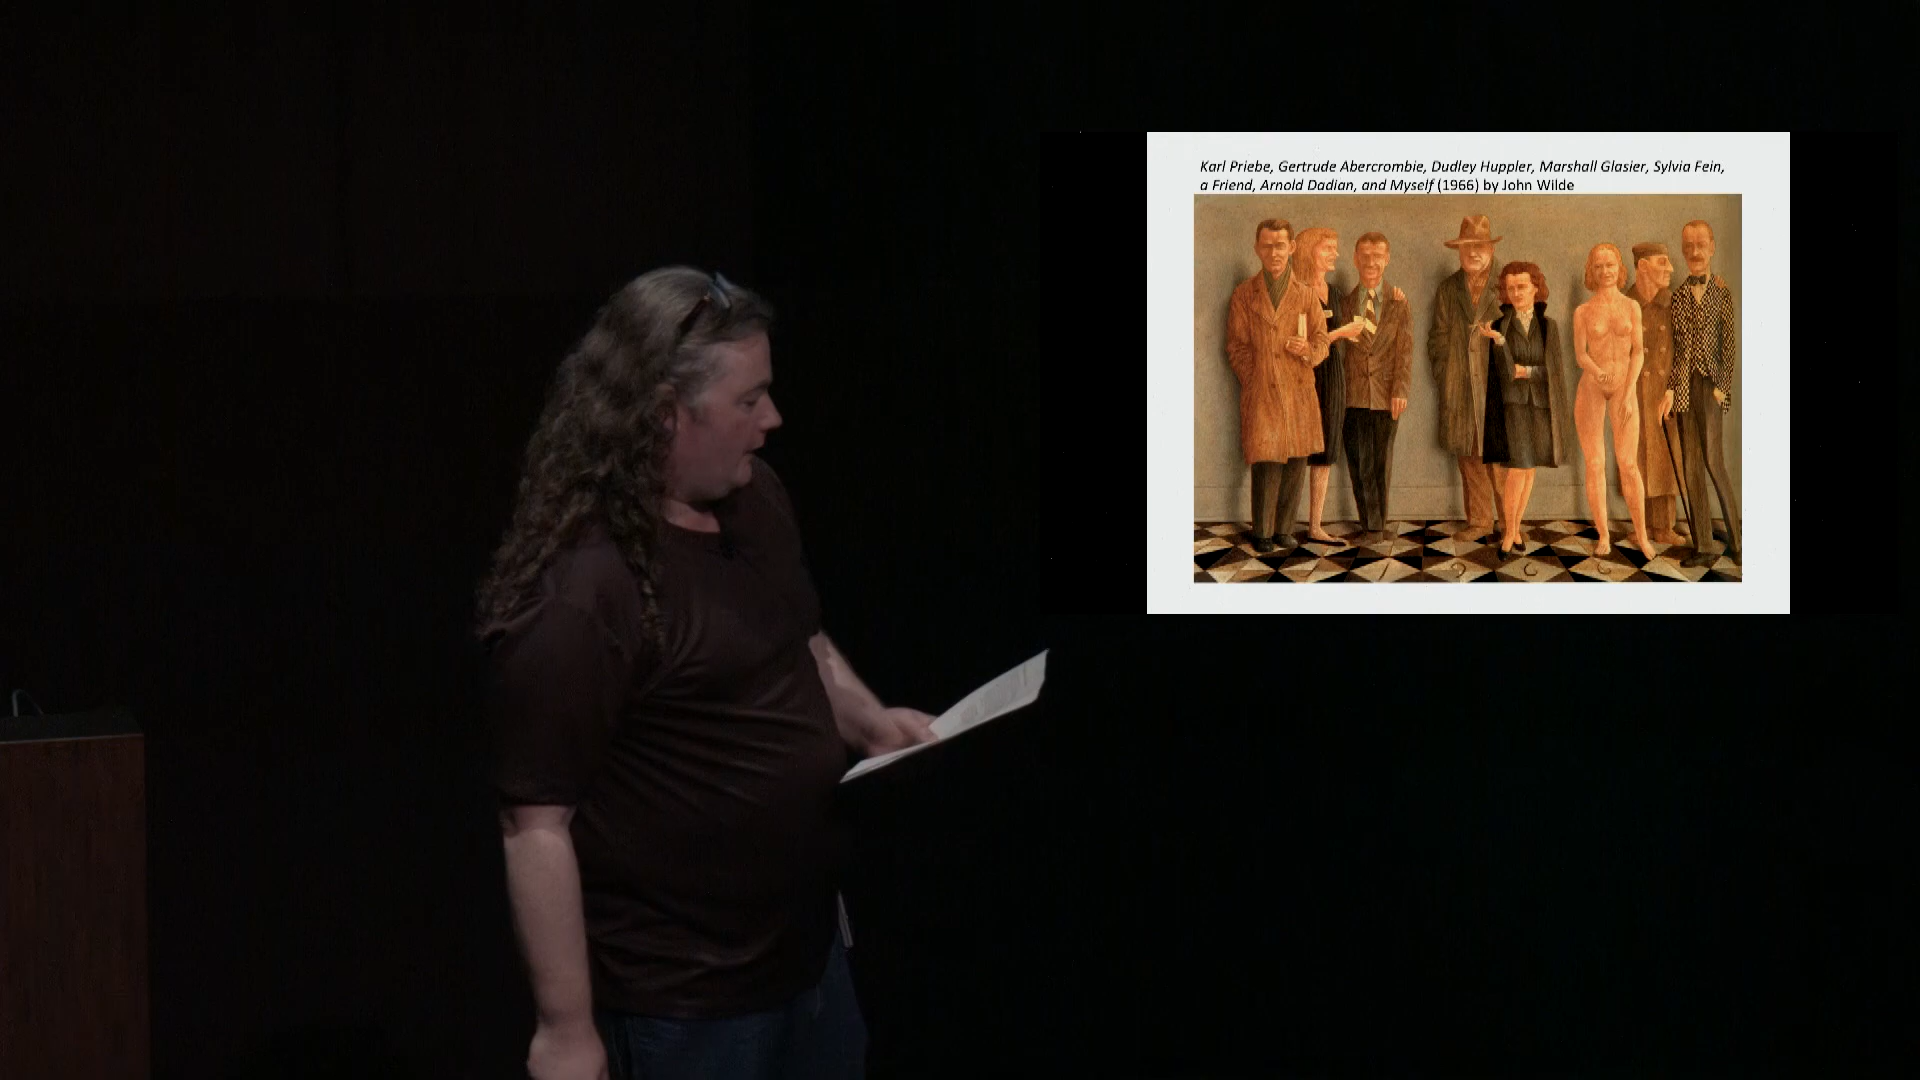 Karl Priebe, Gertrude Abercrombie, Dudley Huppler, Marshall Glasier, Sylvia Fein,
a Friend, Arnold Dadian, and Myself (1966) by John Wilde